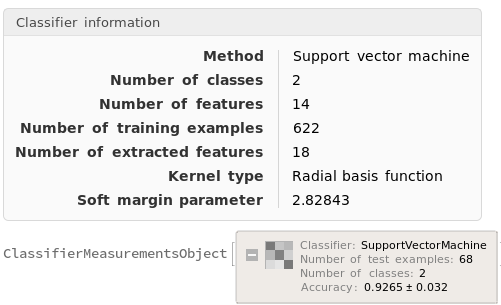 Classifier information
Method Support vector machine
Number of classes 2
Number of features 14
Number of training examples 622
Number of extracted features 18
Kernel type Radial basis function
Soft margin parameter 2.82843
Classifier: SupportVectorMachine
Number of test examples: 68
ClassifierMeasurementsObject[
Number of classes: 2
Accuracy: 0.9265 ± 0.032